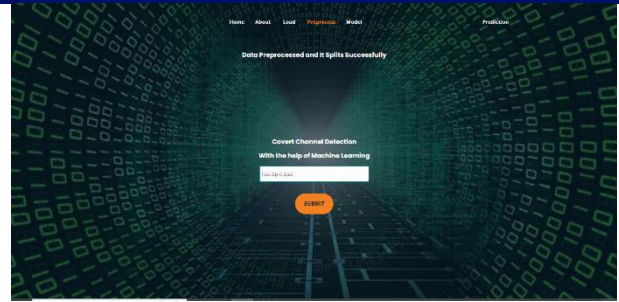 Home About Load Preprocess Model Prediction
Data Preprocessed and It Splits Successfully
Covert Channel Detection
With the help of Machine Learning
SUBMIT